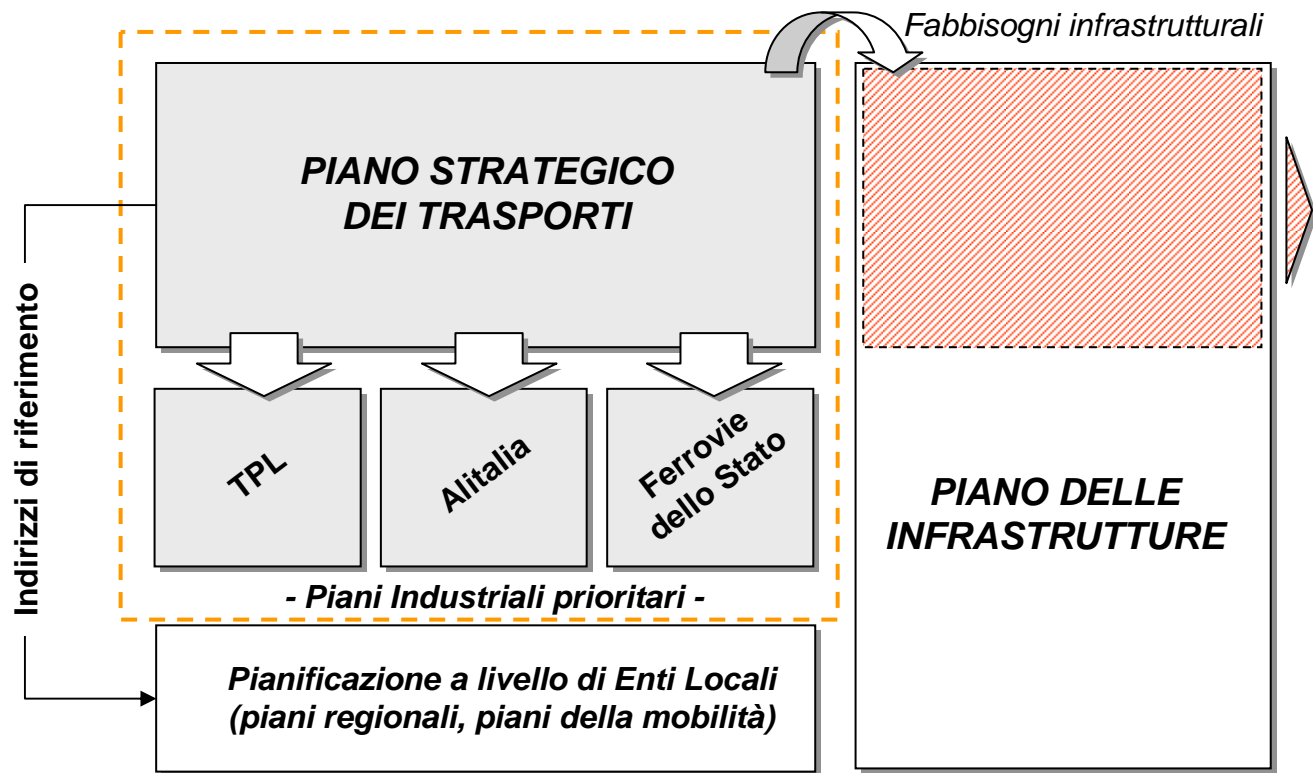 Fabbisogni infrastrutturali
PIANO STRATEGICO
DEI TRASPORTI
Indirizzi di riferimento
TPL
Alitalia
Ferrovie
dello Stato
- Piani Industriali prioritari -
PIANO DELLE
INFRASTRUTTURE
Pianificazione a livello di Enti Locali
(piani regionali, piani della mobilità)